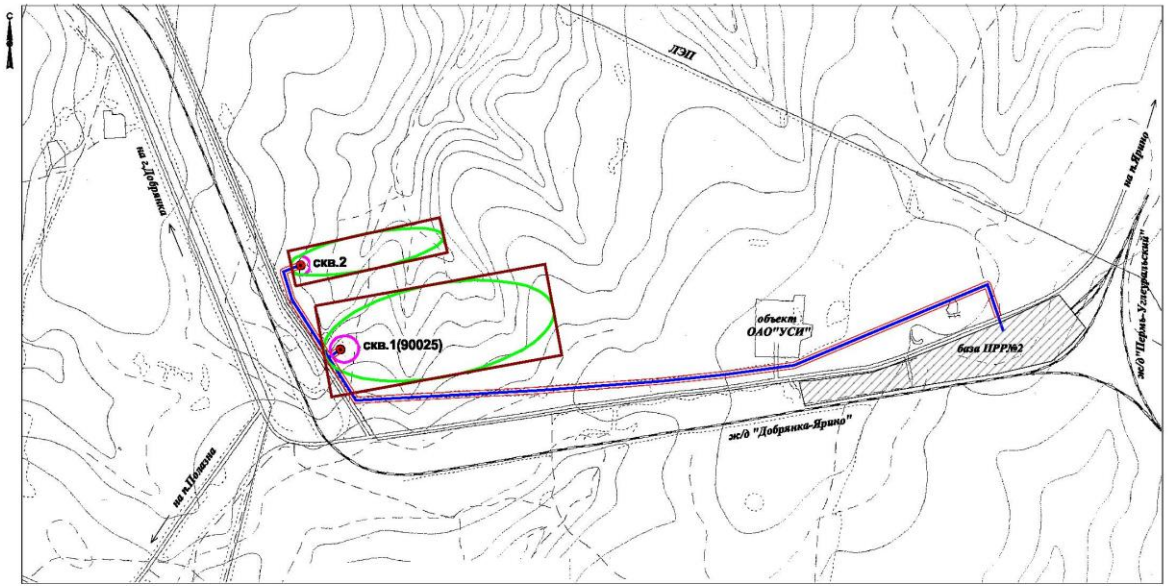 С
ЛЭП
на г.Добрянка
на п.Ярино
скв.2
объект
ОАО"УСИ"
скв.1(90025)
база ПРР№2
ж/д"Пермь-Углеуральский"
ж/д "Добрянка-Ярино"
на п.Полазна